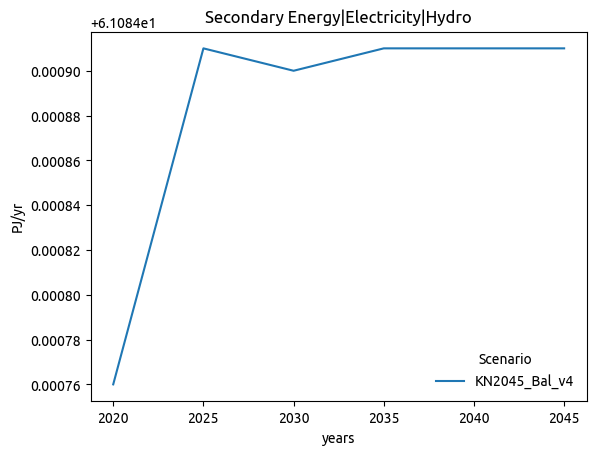 Secondary Energy|Electricity|Hydro
+6.1084e1
0.00090
0.00088
0.00086
0.00084
0.00082
0.00080
0.00078
0.00076
PJ/yr
Scenario
KN2045_Bal_v4
2020 2025 2030 2035 2040 2045
years